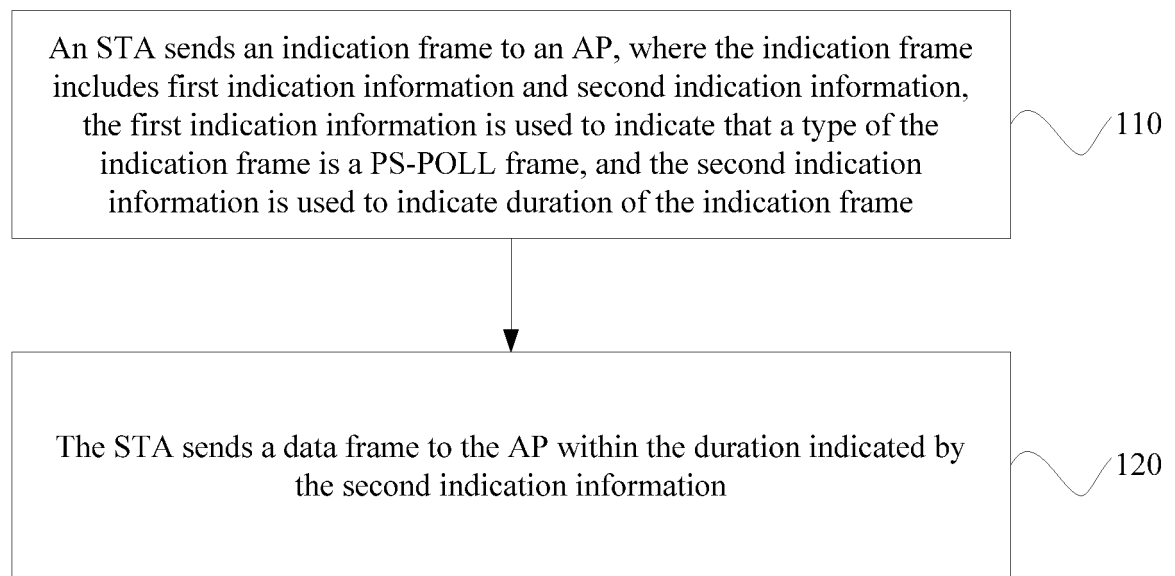 An STA sends an indication frame to an AP, where the indication frame
includes first indication information and second indication information,
the first indication information is used to indicate that a type of the
indication frame is a PS-POLL frame, and the second indication
information is used to indicate duration of the indication frame
110
The STA sends a data frame to the AP within the duration indicated by
the second indication information
120